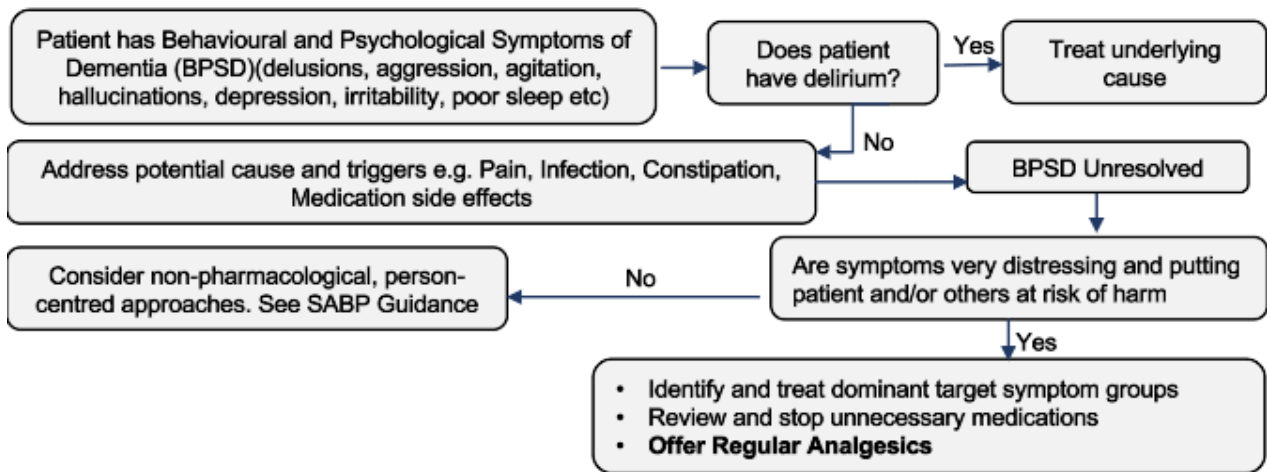 Patient has Behavioural and Psychological Symptoms of
Dementia (BPSD)(delusions, aggression, agitation,
hallucinations, depression, irritability, poor sleep etc)
Does patient
have delirium?
Yes
Treat underlying
cause
No
Address potential cause and triggers e.g. Pain, Infection, Constipation,
Medication side effects
BPSD Unresolved
Are symptoms very distressing and putting
patient and/or others at risk of harm
No
Consider non-pharmacological, person-
centred approaches. See SABP Guidance
Yes
• Identify and treat dominant target symptom groups
• Review and stop unnecessary medications
• Offer Regular Analgesics